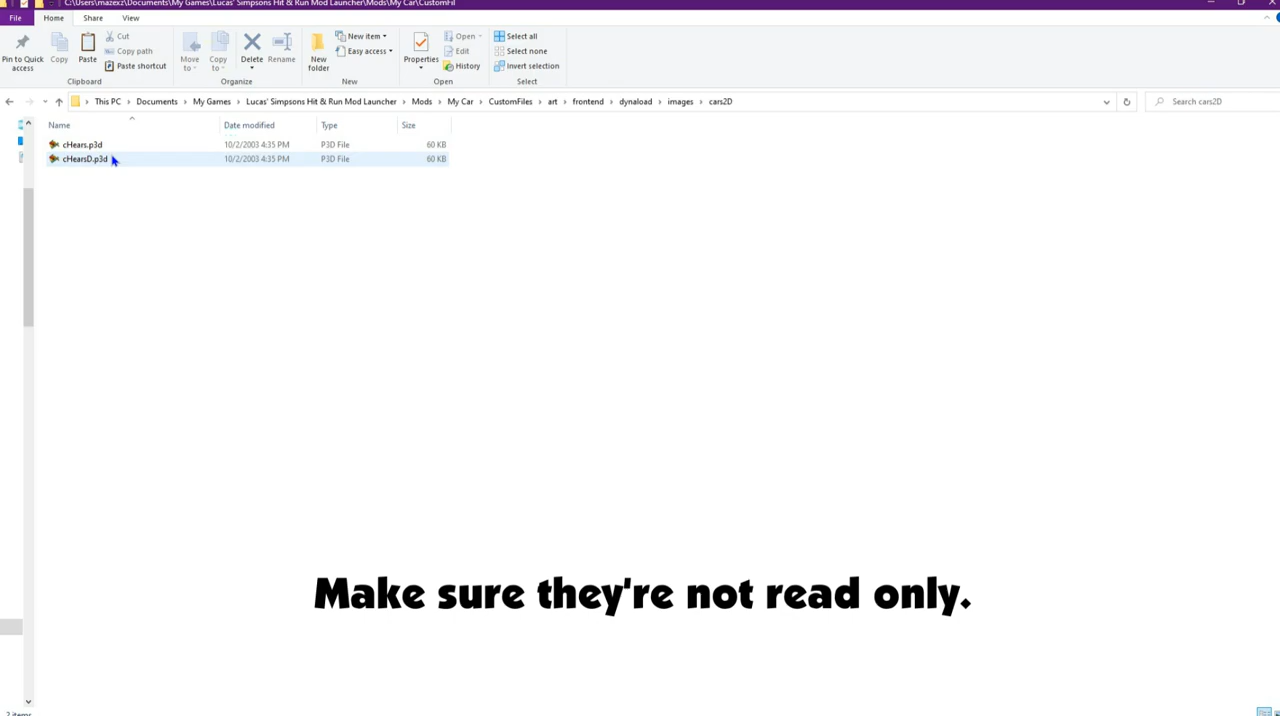 C:\Users\mazexz\Documents\My Games\Lucas' Simpsons Hit & Run Mod Launcher\Mods\My Car\CustomFil
File Home Share View
Pin to Quick access
Copy
Paste
Cut
Copy path
Paste shortcut
Clipboard
Move to
Copy to
Delete
Rename
Organize
New folder
New item
Easy access
New
Properties
Open
Edit
History
Open
Select all
Select none
Invert selection
Select
This PC › Documents › My Games › Lucas' Simpsons Hit & Run Mod Launcher › Mods › My Car › CustomFiles › art › frontend › dynaload › images › cars2D
Search cars2D
Name Date modified Type Size
cHears.p3d 10/2/2003 4:35 PM P3D File 60 KB
cHearsD.p3d 10/2/2003 4:35 PM P3D File 60 KB
Make sure they're not read only.
2 items